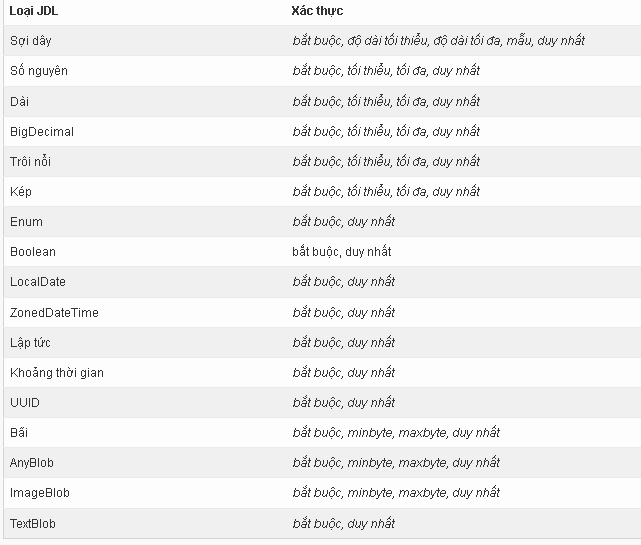 Loại JDL Xác thực
Sợi dây bắt buộc, độ dài tối thiểu, độ dài tối đa, mẫu, duy nhất
Số nguyên bắt buộc, tối thiểu, tối đa, duy nhất
Dài bắt buộc, tối thiểu, tối đa, duy nhất
BigDecimal bắt buộc, tối thiểu, tối đa, duy nhất
Trôi nổi bắt buộc, tối thiểu, tối đa, duy nhất
Kép bắt buộc, tối thiểu, tối đa, duy nhất
Enum bắt buộc, duy nhất
Boolean bắt buộc, duy nhất
LocalDate bắt buộc, duy nhất
ZonedDateTime bắt buộc, duy nhất
Lập tức bắt buộc, duy nhất
Khoảng thời gian bắt buộc, duy nhất
UUID bắt buộc, duy nhất
Bãi bắt buộc, minbyte, maxbyte, duy nhất
AnyBlob bắt buộc, minbyte, maxbyte, duy nhất
ImageBlob bắt buộc, minbyte, maxbyte, duy nhất
TextBlob bắt buộc, duy nhất